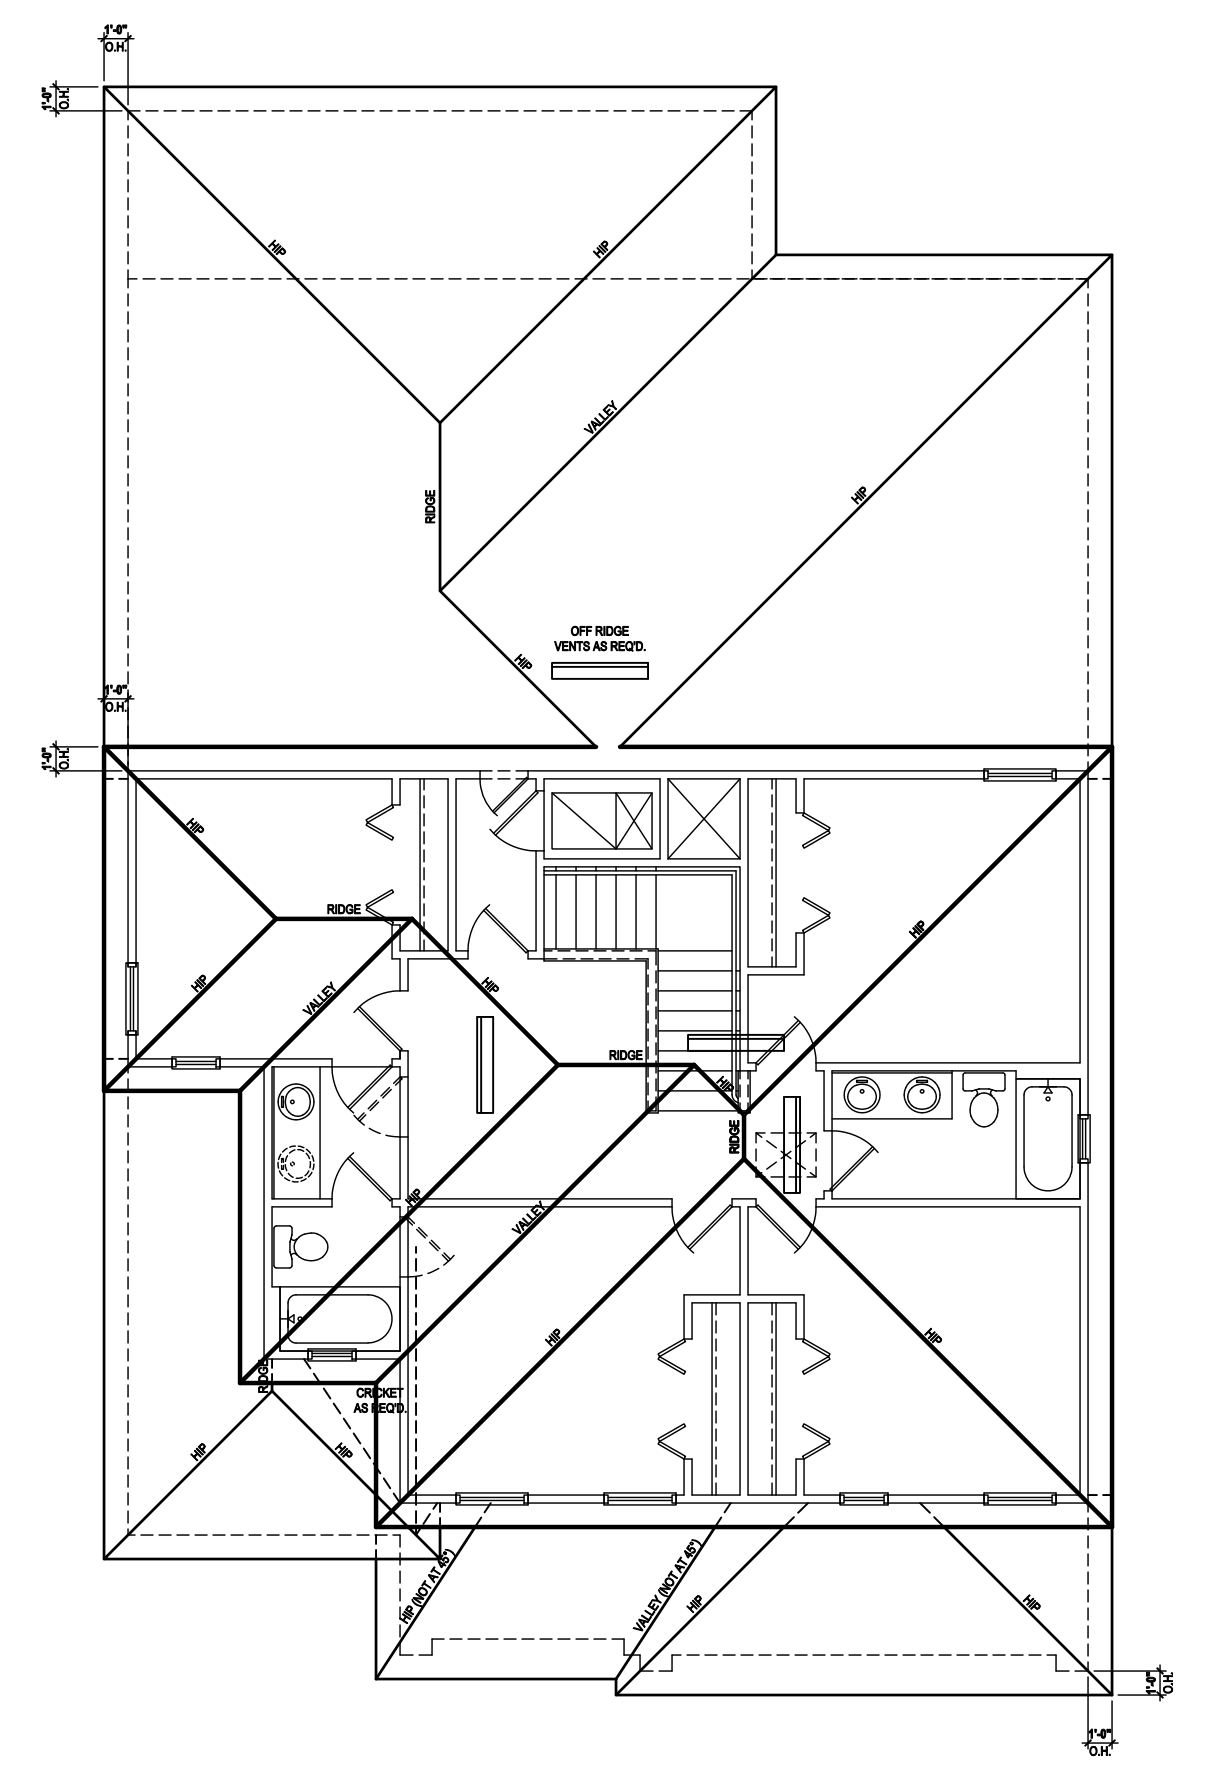 1'-0"
O.H.
1'-0"
O.H.
HIP
HIP
VALLEY
HIP
RIDGE
OFF RIDGE
VENTS AS REQ'D.
HIP
1'-0"
O.H.
1'-0"
O.H.
HIP
RIDGE
HIP
HIP
VALLEY
HIP
RIDGE
HIP
RIDGE
HIP
VALLEY
HIP
HIP
RIDGE
CRICKET
AS REQ'D.
HIP
HIP
HIP (NOT AT 45°)
VALLEY (NOT AT 45°)
HIP
HIP
1'-0"
O.H.
1'-0"
O.H.